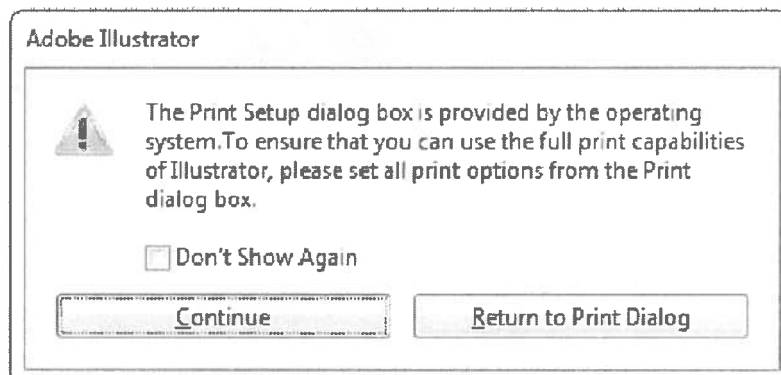 Adobe Illustrator
The Print Setup dialog box is provided by the operating
system.To ensure that you can use the full print capabilities
of Illustrator, please set all print options from the Print
dialog box.
Don't Show Again
Continue
Return to Print Dialog